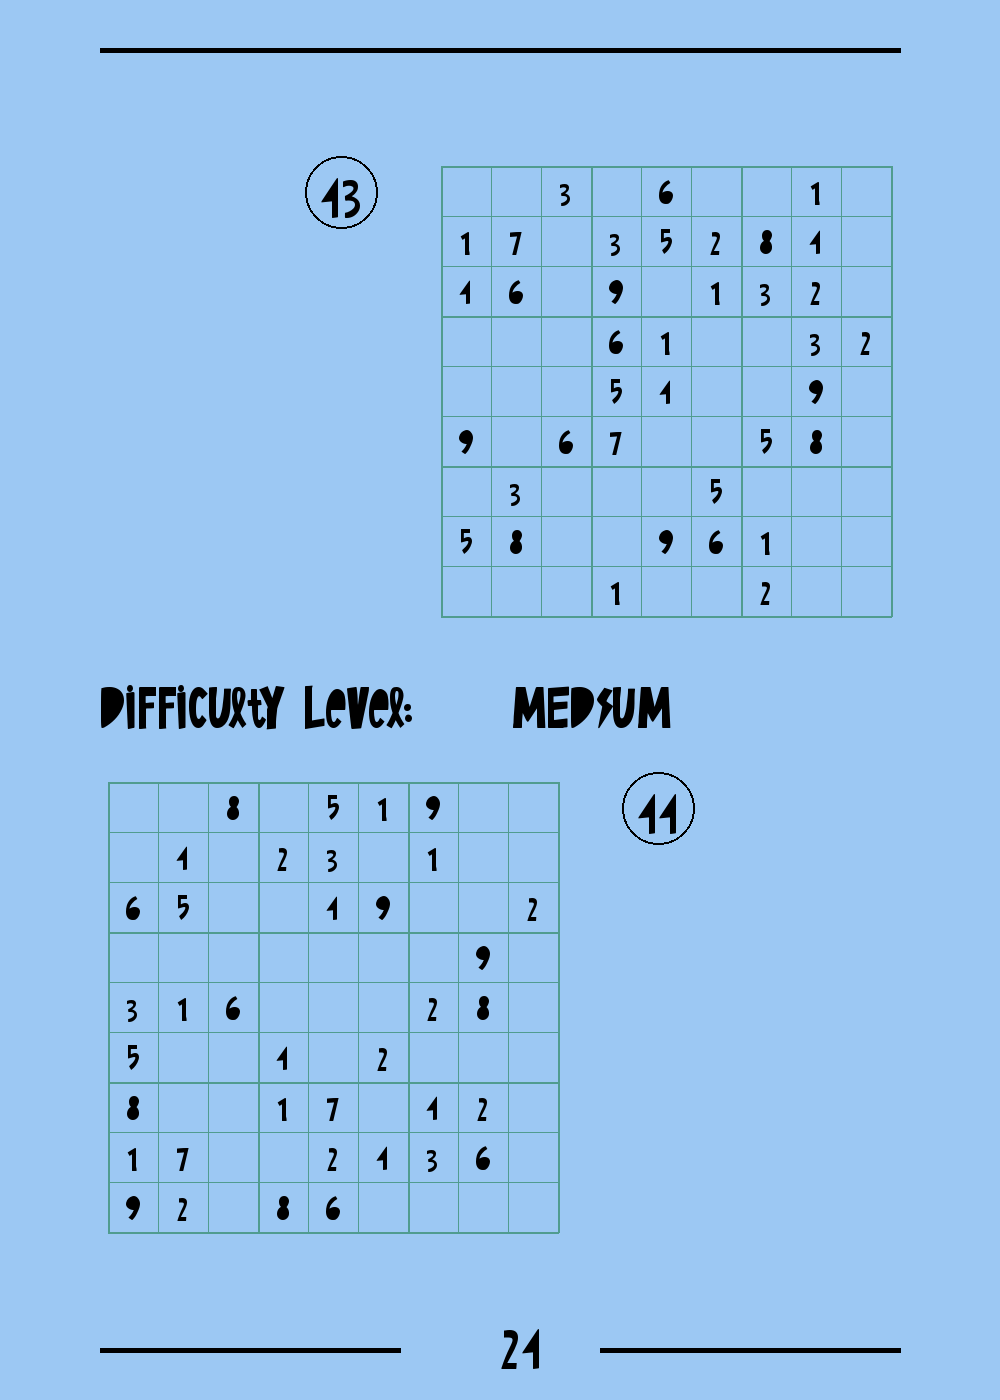 43
3 6 1
1 7 3 5 2 8 4
4 6 9 1 3 2
6 1 3 2
5 4 9
9 6 7 5 8
3 5
5 8 9 6 1
1 2
Difficulty Level: MEDIUM
44
8 5 1 9
4 2 3 1
6 5 4 9 2
9
3 1 6 2 8
5 4 2
8 1 7 4 2
1 7 2 4 3 6
9 2 8 6
24